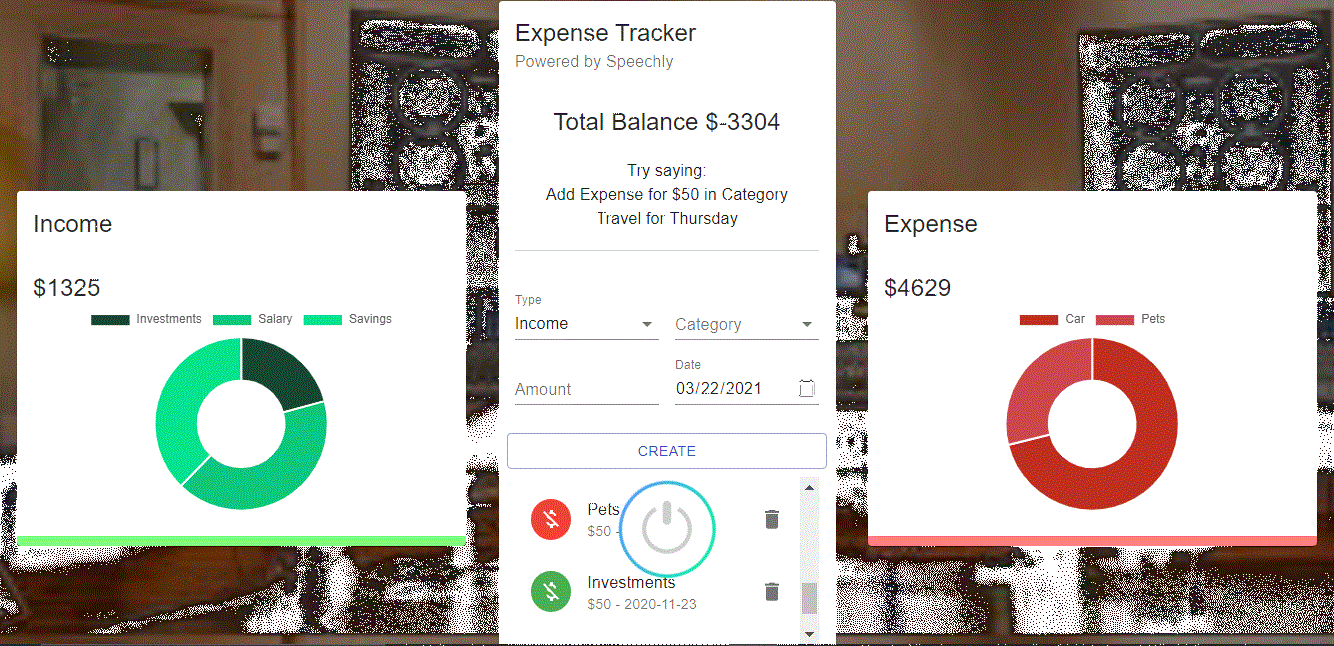 Expense Tracker
Powered by Speechly
Total Balance $-3304
Try saying:
Add Expense for $50 in Category
Travel for Thursday
Income
$1325
Investments Salary Savings
Type
Income
Category
Amount
Date
03/22/2021
CREATE
Pets
$50 -
Investments
$50 - 2020-11-23
Expense
$4629
Car Pets